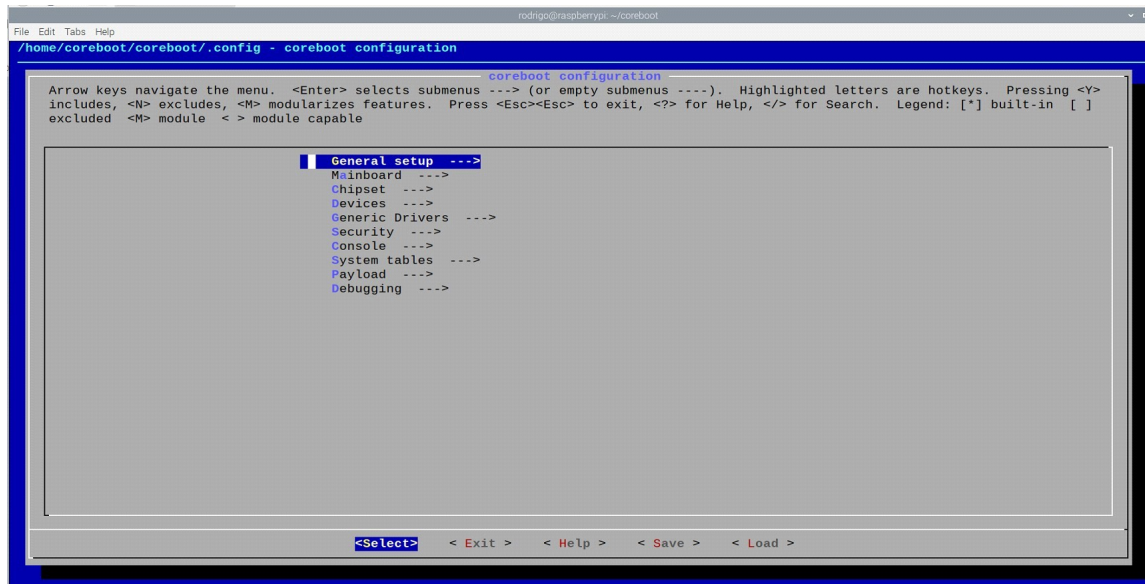 rodrigo@raspberrypi: ~/coreboot
File Edit Tabs Help
/home/coreboot/coreboot/.config - coreboot configuration
coreboot configuration
Arrow keys navigate the menu. <Enter> selects submenus ---> (or empty submenus ----). Highlighted letters are hotkeys. Pressing <Y>
includes, <N> excludes, <M> modularizes features. Press <Esc><Esc> to exit, <?> for Help, </> for Search. Legend: [*] built-in [ ]
excluded <M> module < > module capable
General setup --->
Mainboard --->
Chipset --->
Devices --->
Generic Drivers --->
Security --->
Console --->
System tables --->
Payload --->
Debugging --->
<Select> < Exit > < Help > < Save > < Load >